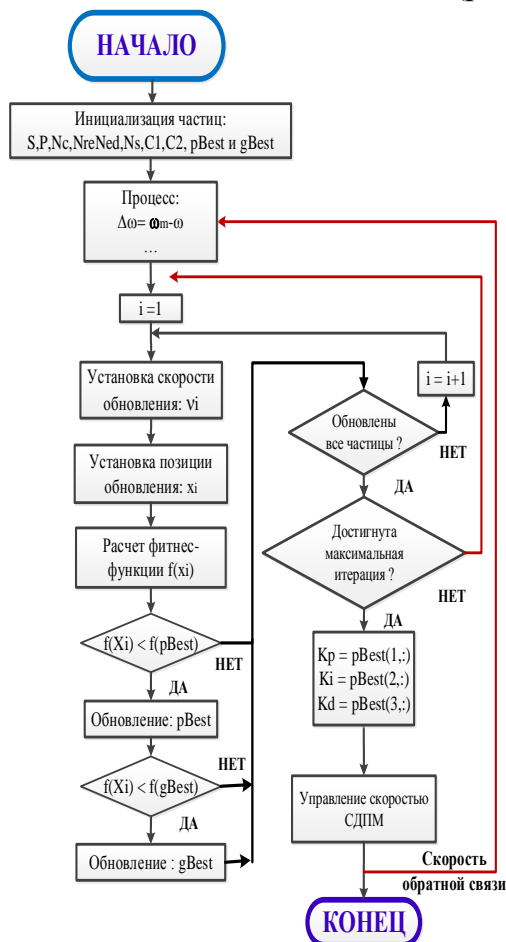 НАЧАЛО
Инициализация частиц:
S,P,Nc,NreNed,Ns,C1,C2, pBest и gBest
Процесс:
Δω= ωm-ω
...
i =1
Установка скорости
обновления: vi
Установка позиции
обновления: xi
Расчет фитнес-
функции f(xi)
f(Xi) < f(pBest)
НЕТ
ДА
Обновление: pBest
НЕТ
f(Xi) < f(gBest)
ДА
Обновление : gBest
i = i+1
Обновлены
все частицы ?
НЕТ
ДА
Достигнута
максимальная
итерация ?
НЕТ
ДА
Kp = pBest(1,:)
Ki = pBest(2,:)
Kd = pBest(3,:)
Управление скоростью
СДПМ
Скорость
обратной связи
КОНЕЦ